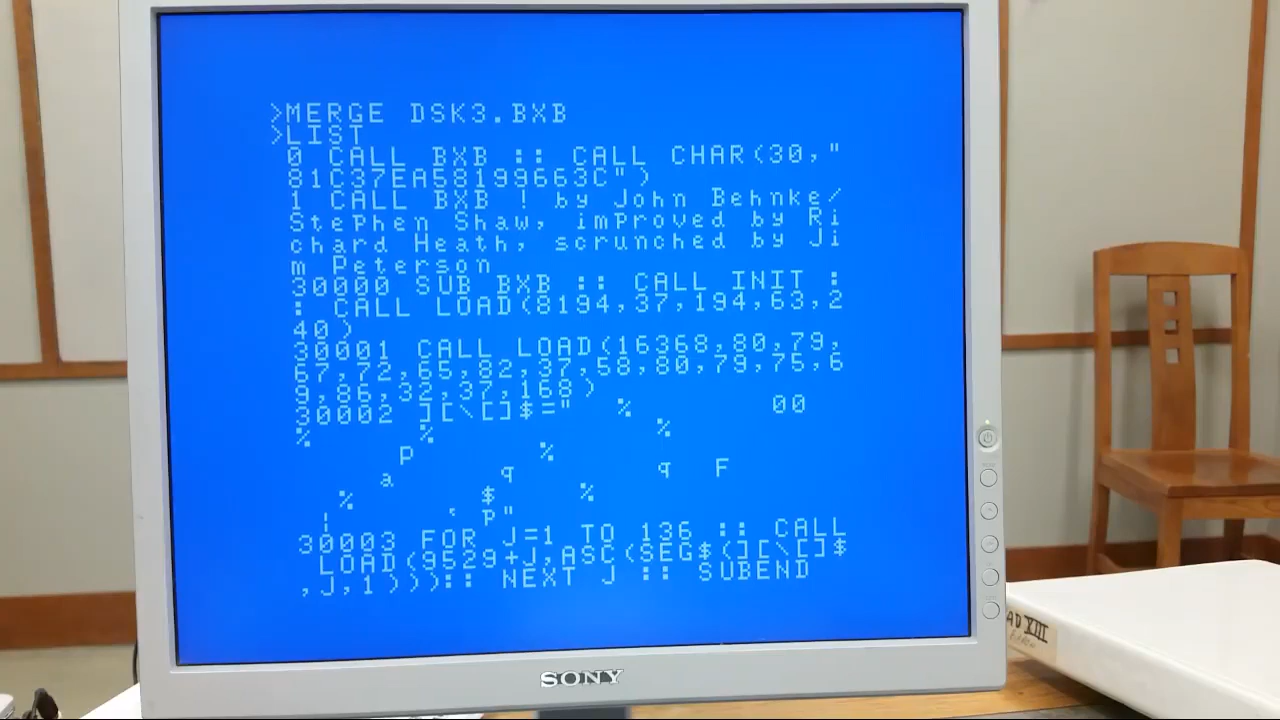 >MERGE DSK3.BXB
>LIST
0 CALL BXB :: CALL CHAR(30,"
81C37EA58199663C")
1 CALL BXB ! by John Behnke/
Stephen Shaw, improved by Ri
chard Heath, scrunched by Ji
m Peterson
30000 SUB BXB :: CALL INIT :
: CALL LOAD(8194,37,194,63,2
40)
30001 CALL LOAD(16368,80,79,
67,72,65,82,37,58,80,79,75,6
9,86,32,37,168)
30002 ][\[]$=" % 00
% % %
p %
a q q F
% $ %
¦ ` p"
30003 FOR J=1 TO 136 :: CALL
LOAD(9529+J,ASC(SEG$(][\[]$
,J,1))):: NEXT J :: SUBEND
SONY
AD XIII